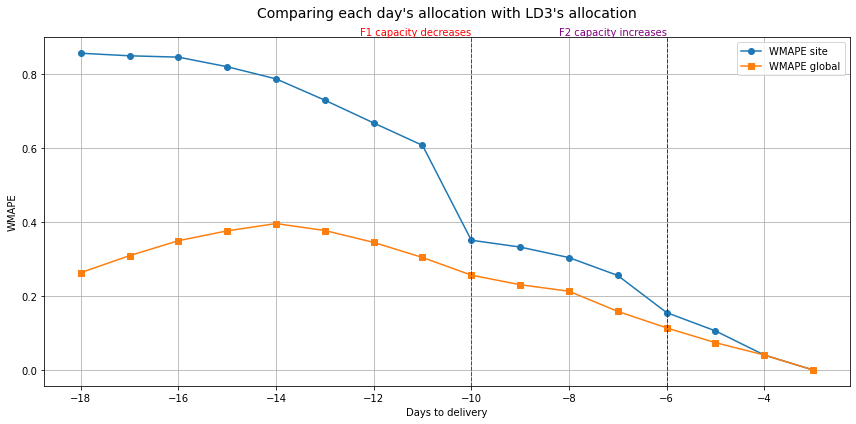 Comparing each day's allocation with LD3's allocation
F1 capacity decreases
F2 capacity increases
WMAPE site
WMAPE global
WMAPE
0.8
0.6
0.4
0.2
0.0
−18
−16
−14
−12
−10
−8
−6
−4
Days to delivery